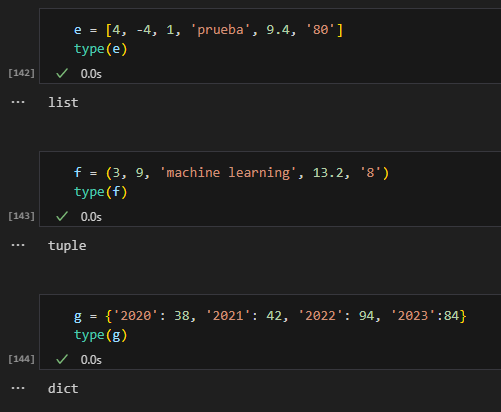 e = [4, -4, 1, 'prueba', 9.4, '80']
type(e)
[142] ✓ 0.0s
... list
f = (3, 9, 'machine learning', 13.2, '8')
type(f)
[143] ✓ 0.0s
... tuple
g = {'2020': 38, '2021': 42, '2022': 94, '2023':84}
type(g)
[144] ✓ 0.0s
... dict